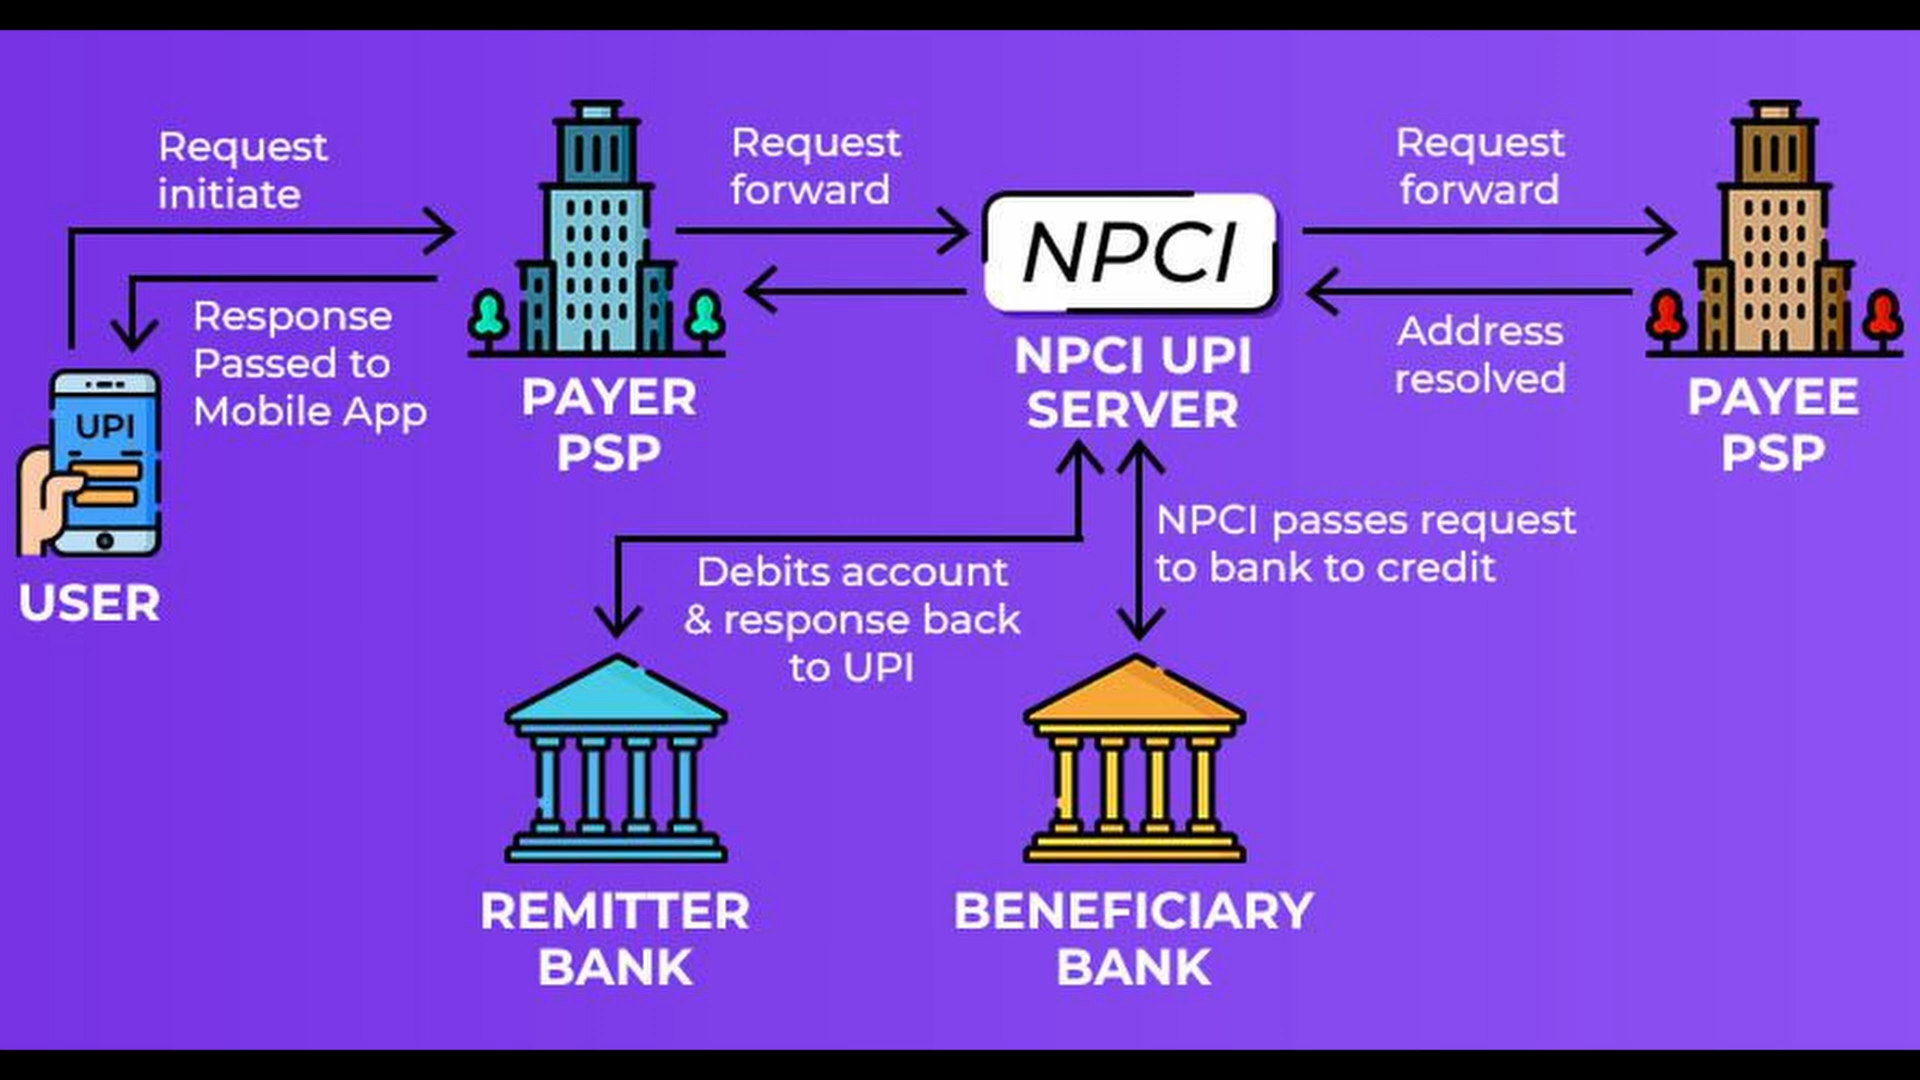 Request
initiate
Response
Passed to
Mobile App
UPI
USER
PAYER
PSP
Request
forward
NPCI
NPCI UPI
SERVER
Request
forward
Address
resolved
PAYEE
PSP
Debits account
& response back
to UPI
NPCI passes request
to bank to credit
REMITTER
BANK
BENEFICIARY
BANK